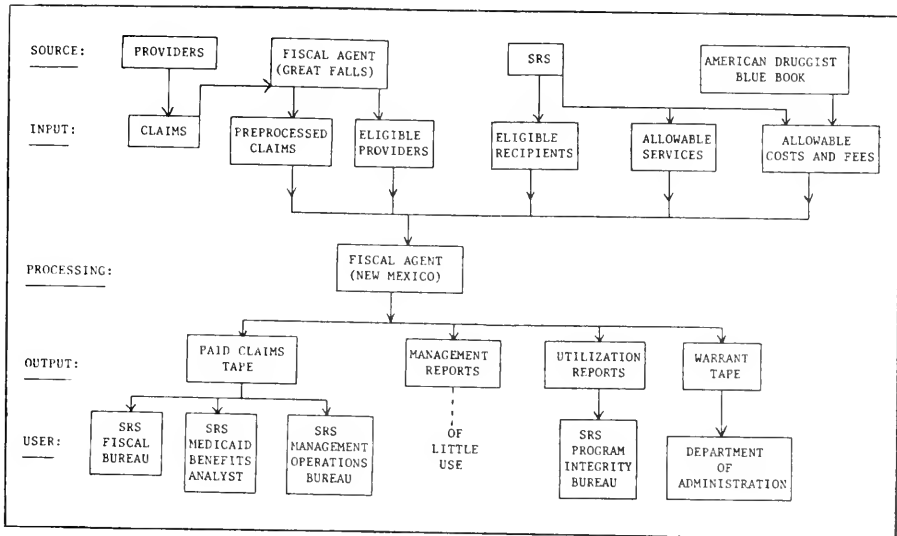 SOURCE:
PROVIDERS
FISCAL AGENT
(GREAT FALLS)
SRS
AMERICAN DRUGGIST
BLUE BOOK
INPUT:
CLAIMS
PREPROCESSED
CLAIMS
ELIGIBLE
PROVIDERS
ELIGIBLE
RECIPIENTS
ALLOWABLE
SERVICES
ALLOWABLE
COSTS AND FEES
PROCESSING:
FISCAL AGENT
(NEW MEXICO)
OUTPUT:
PAID CLAIMS
TAPE
MANAGEMENT
REPORTS
UTILIZATION
REPORTS
WARRANT
TAPE
USER:
SRS
FISCAL
BUREAU
SRS
MEDICAID
BENEFITS
ANALYST
SRS
MANAGEMENT
OPERATIONS
BUREAU
OF
LITTLE
USE
SRS
PROGRAM
INTEGRITY
BUREAU
DEPARTMENT
OF
ADMINISTRATION